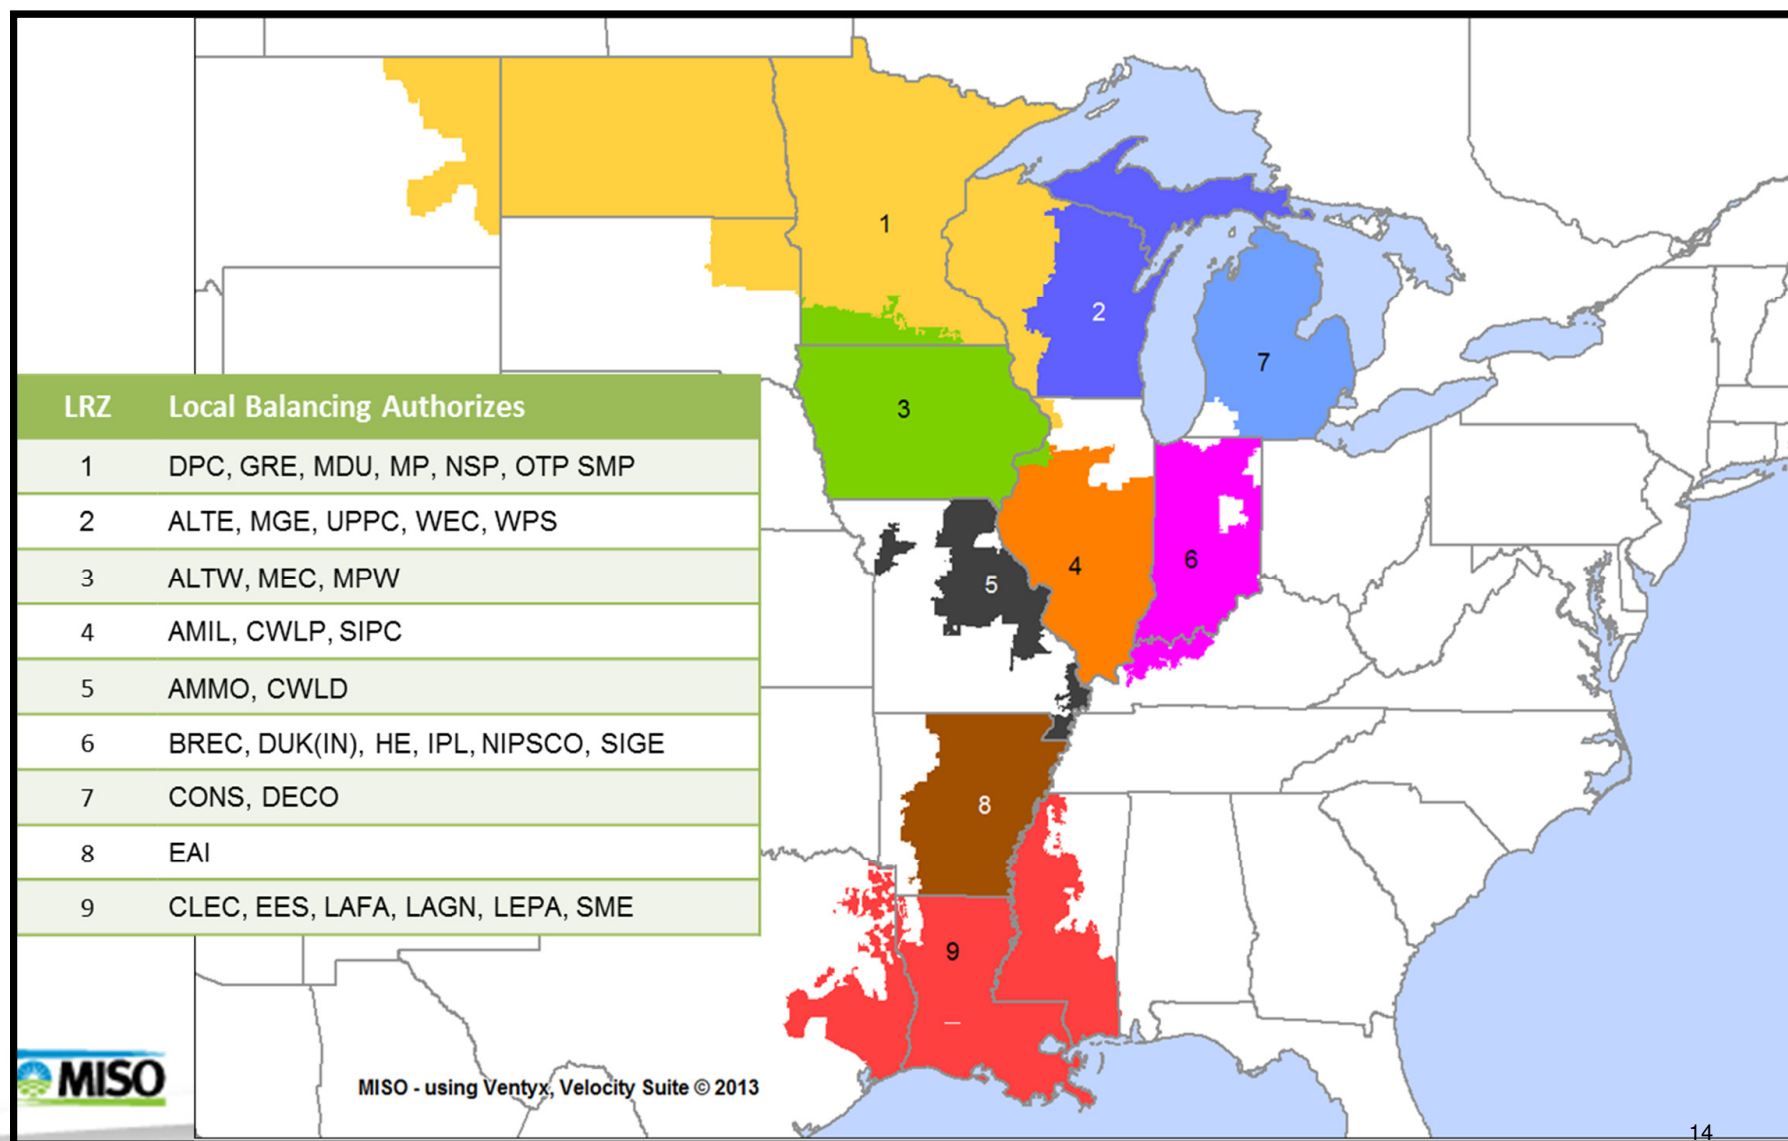 LRZ Local Balancing Authorizes
1 DPC, GRE, MDU, MP, NSP, OTP SMP
2 ALTE, MGE, UPPC, WEC, WPS
3 ALTW, MEC, MPW
4 AMIL, CWLP, SIPC
5 AMMO, CWLD
6 BREC, DUK(IN), HE, IPL, NIPSCO, SIGE
7 CONS, DECO
8 EAI
9 CLEC, EES, LAFA, LAGN, LEPA, SME
1
2
7
3
4
6
5
8
9
MISO
MISO - using Ventyx, Velocity Suite © 2013
14